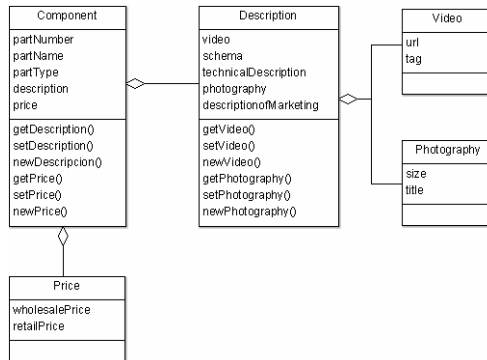 Component
partNumber
partName
partType
description
price
getDescription()
setDescription()
newDescripcion()
getPrice()
setPrice()
newPrice()
Description
video
schema
technicalDescription
photography
descriptionofMarketing
getVideo()
setVideo()
newVideo()
getPhotography()
setPhotography()
newPhotography()
Video
url
tag
Photography
size
title
Price
wholesalePrice
retailPrice